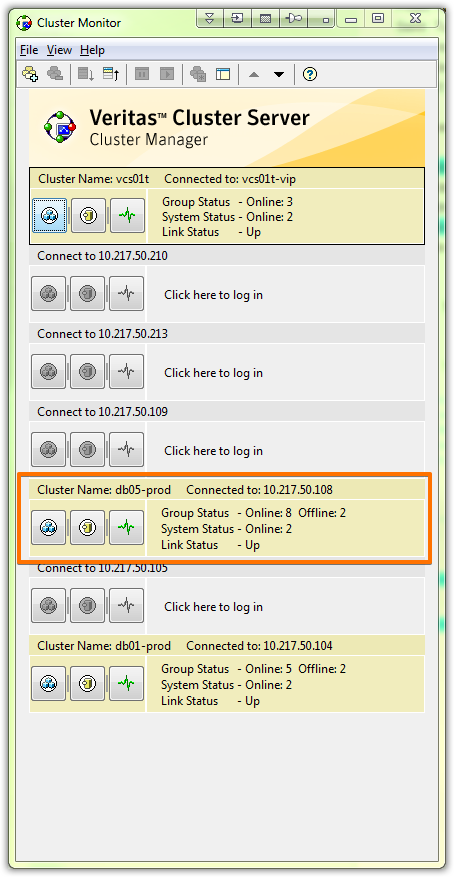 Cluster Monitor
File View Help
Veritas™ Cluster Server
Cluster Manager
Cluster Name: vcs01t Connected to: vcs01t-vip
Group Status - Online: 3
System Status - Online: 2
Link Status - Up
Connect to 10.217.50.210
Click here to log in
Connect to 10.217.50.213
Click here to log in
Connect to 10.217.50.109
Click here to log in
Cluster Name: db05-prod Connected to: 10.217.50.108
Group Status - Online: 8 Offline: 2
System Status - Online: 2
Link Status - Up
Connect to 10.217.50.105
Click here to log in
Cluster Name: db01-prod Connected to: 10.217.50.104
Group Status - Online: 5 Offline: 2
System Status - Online: 2
Link Status - Up